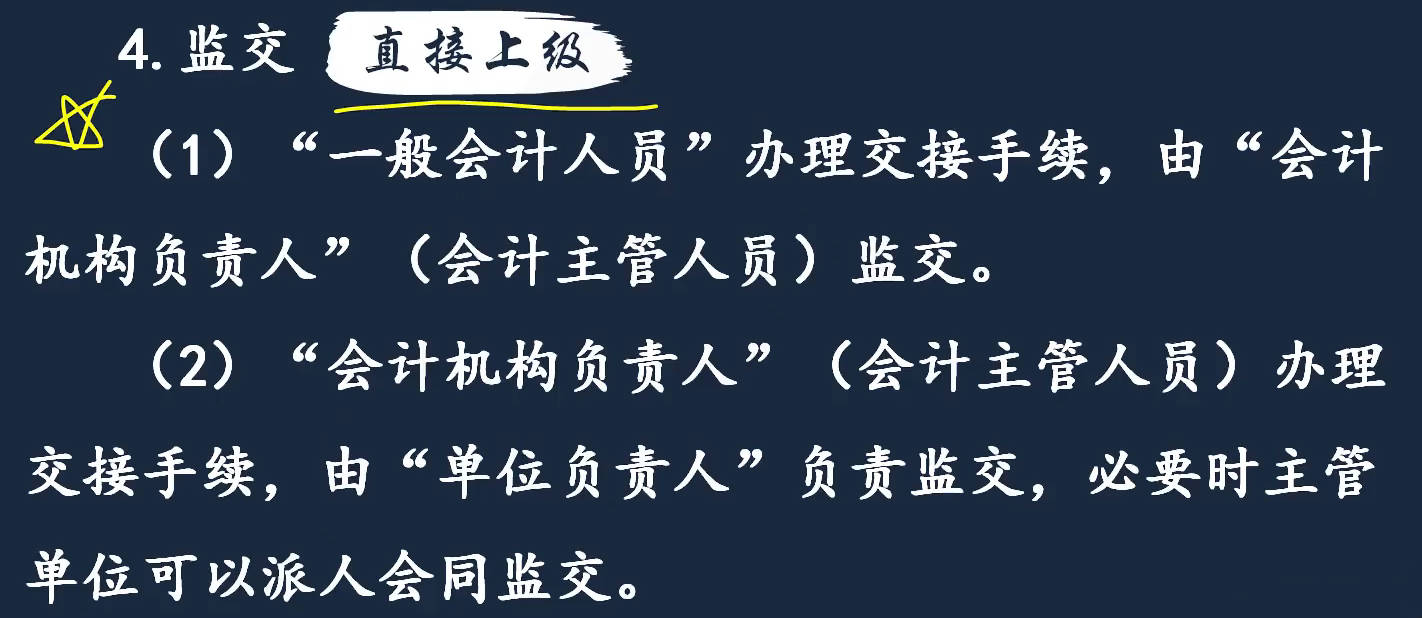 4. 监交 直接上级
（1）“一般会计人员”办理交接手续，由“会计
机构负责人”（会计主管人员）监交。
（2）“会计机构负责人”（会计主管人员）办理
交接手续，由“单位负责人”负责监交，必要时主管
单位可以派人会同监交。